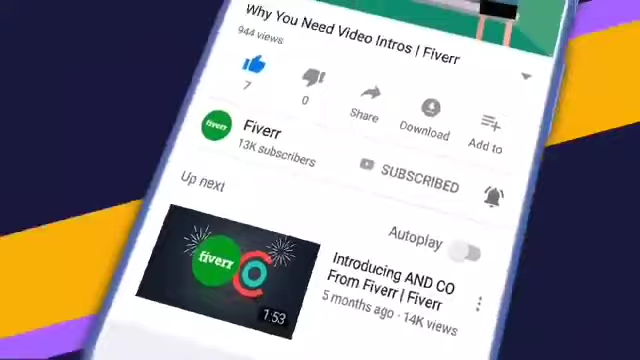 Why You Need Video Intros | Fiverr
944 views
7
0
Share
Download
Add to
fiverr
Fiverr
13K subscribers
SUBSCRIBED
Up next
Autoplay
fiverr
1:53
Introducing AND CO
From Fiverr | Fiverr
5 months ago · 14K views